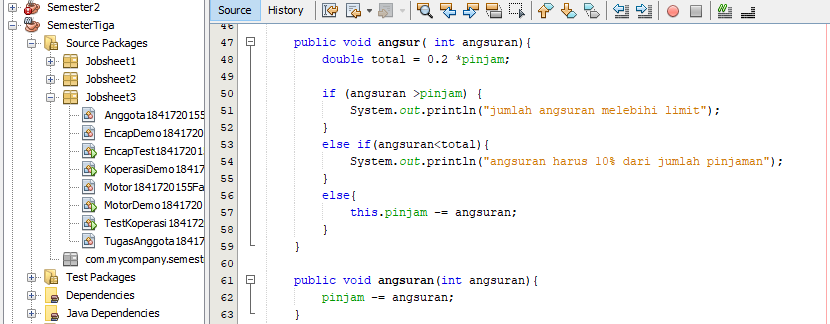 Semester2
SemesterTiga
Source Packages
Jobsheet1
Jobsheet2
Jobsheet3
Anggota1841720155
EncapDemo1841720
EncapTest18417201
KoperasiDemo1841
Motor1841720155Fa
MotorDemo184172
TestKoperasi18417
TugasAnggota1841
com.mycompany.semest
Test Packages
Dependencies
Java Dependencies
Source History
46
47 public void angsur( int angsuran){
48 double total = 0.2 *pinjam;
49
50 if (angsuran >pinjam) {
51 System.out.println("jumlah angsuran melebihi limit");
52 }
53 else if(angsuran<total){
54 System.out.println("angsuran harus 10% dari jumlah pinjaman");
55 }
56 else{
57 this.pinjam -= angsuran;
58 }
59 }
60
61 public void angsuran(int angsuran){
62 pinjam -= angsuran;
63 }